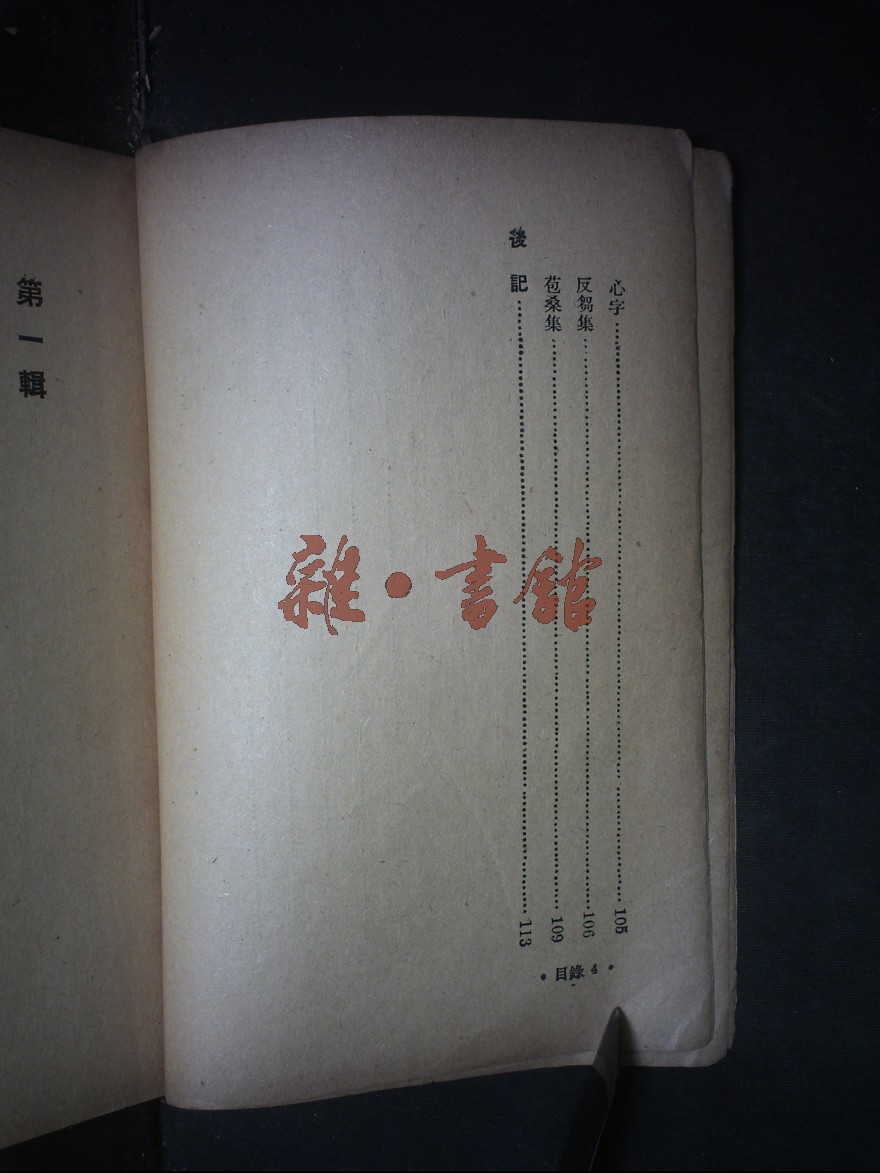 心字……105
反芻集……106
苞桑集……109
後記……113
• 目錄 4 •
第一輯
雜•書館